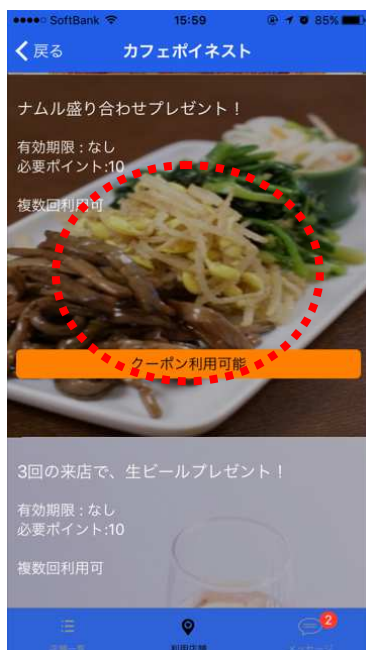 SoftBank 15:59 85%
戻る カフェポイネスト
ナムル盛り合わせプレゼント！
有効期限：なし
必要ポイント:10
複数回利用可
クーポン利用可能
3回の来店で、生ビールプレゼント！
有効期限：なし
必要ポイント:10
複数回利用可
2
利用店舗